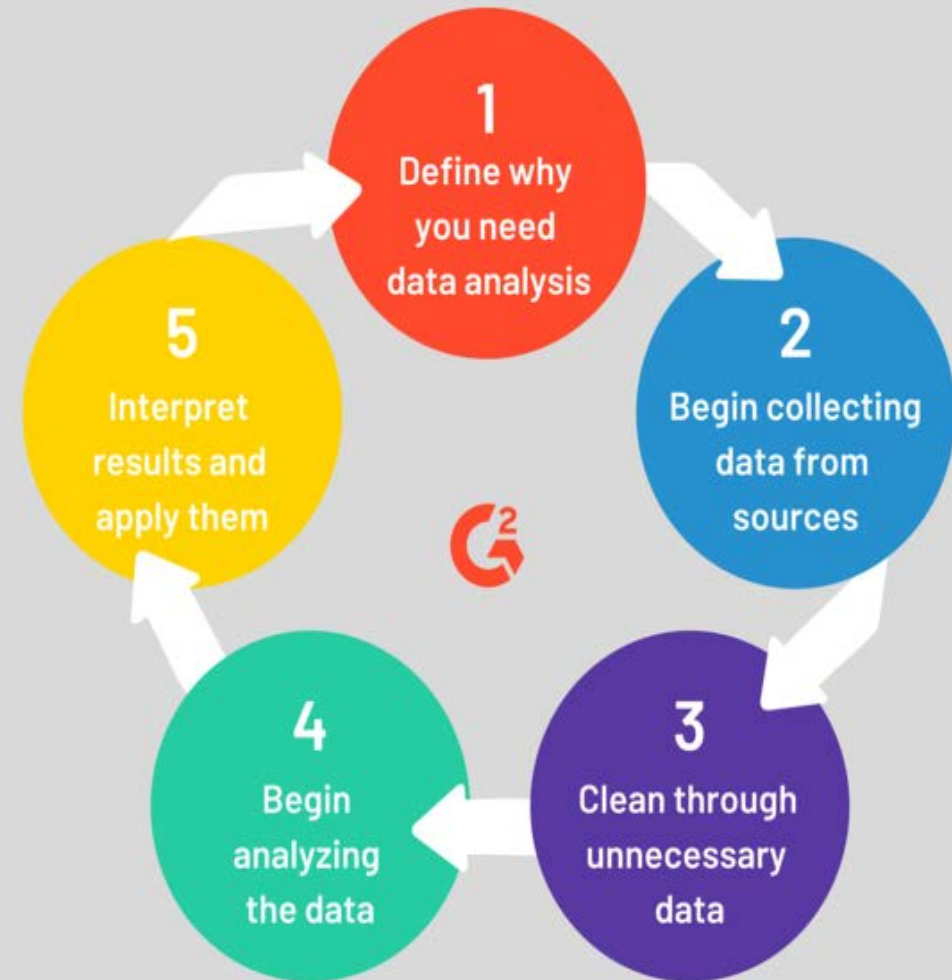 1
Define why
you need
data analysis
2
Begin collecting
data from
sources
3
Clean through
unnecessary
data
4
Begin
analyzing
the data
5
Interpret
results and
apply them
G2